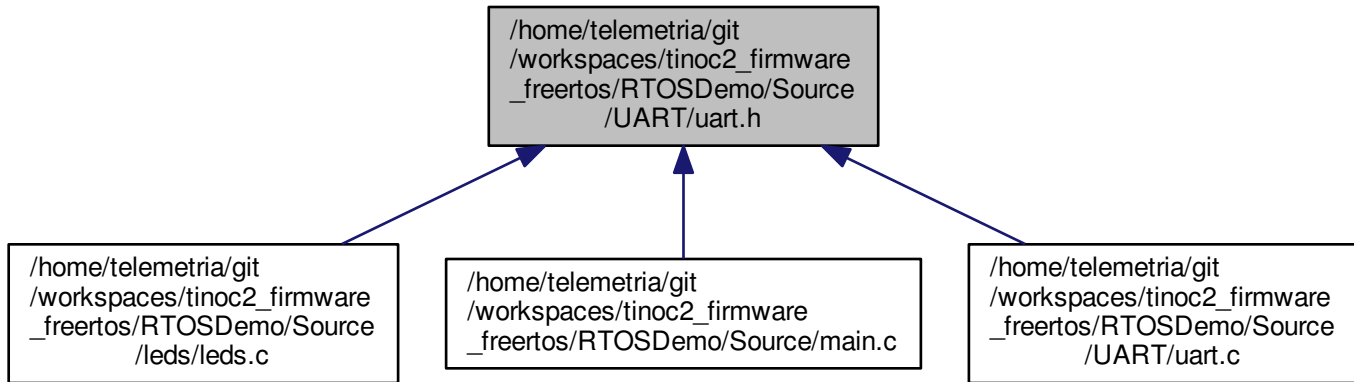 /home/telemetria/git
/workspaces/tinoc2_firmware
_freertos/RTOSDemo/Source
/UART/uart.h
/home/telemetria/git
/workspaces/tinoc2_firmware
_freertos/RTOSDemo/Source
/leds/leds.c
/home/telemetria/git
/workspaces/tinoc2_firmware
_freertos/RTOSDemo/Source/main.c
/home/telemetria/git
/workspaces/tinoc2_firmware
_freertos/RTOSDemo/Source
/UART/uart.c